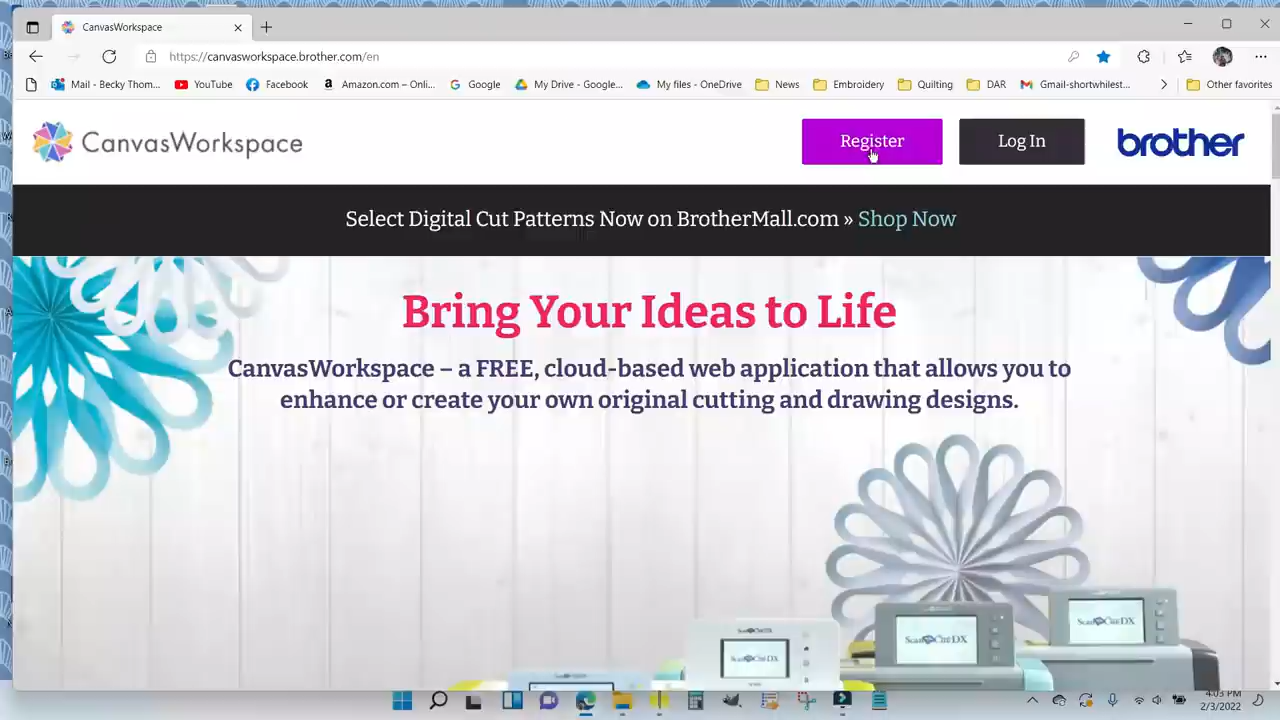 CanvasWorkspace
https://canvasworkspace.brother.com/en
Mail - Becky Thom...
YouTube
Facebook
Amazon.com – Onli...
Google
My Drive - Google...
My files - OneDrive
News
Embroidery
Quilting
DAR
Gmail-shortwhilest...
Other favorites
CanvasWorkspace
Register
Log In
brother
Select Digital Cut Patterns Now on BrotherMall.com » Shop Now
Bring Your Ideas to Life
CanvasWorkspace – a FREE, cloud-based web application that allows you to
enhance or create your own original cutting and drawing designs.
ScanNCutDX
ScanNCutDX
ScanNCutDX
4:03 PM
2/3/2022